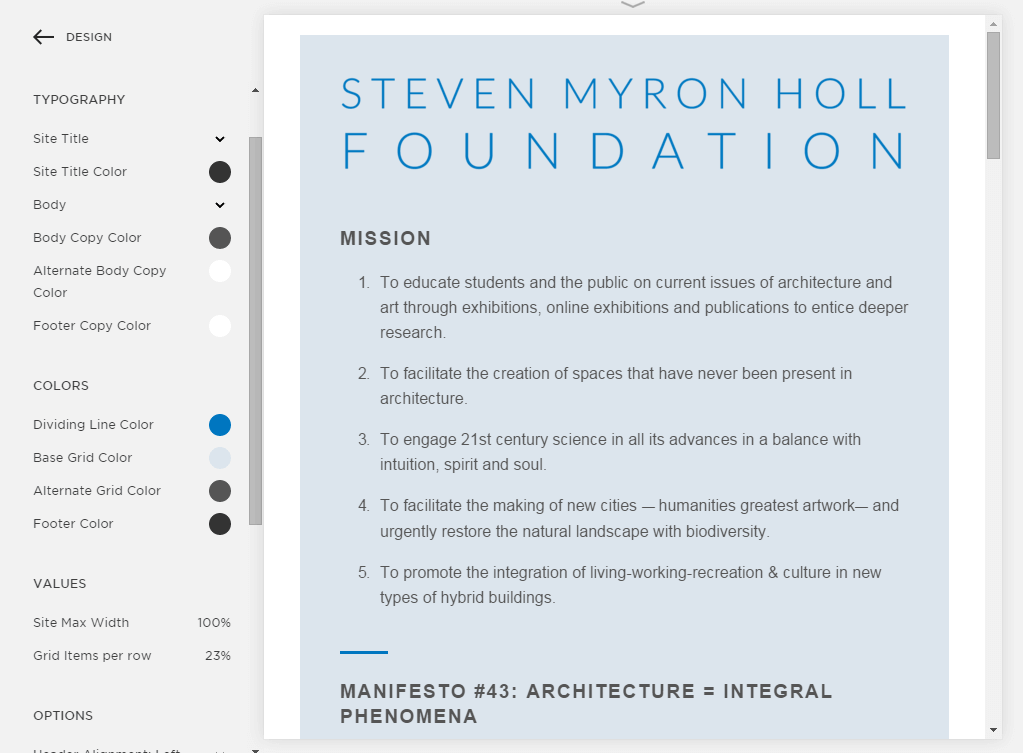 DESIGN
TYPOGRAPHY
Site Title
Site Title Color
Body
Body Copy Color
Alternate Body Copy
Color
Footer Copy Color
COLORS
Dividing Line Color
Base Grid Color
Alternate Grid Color
Footer Color
VALUES
Site Max Width 100%
Grid Items per row 23%
OPTIONS
Header Alignment: Left
STEVEN MYRON HOLL
FOUNDATION
MISSION
1. To educate students and the public on current issues of architecture and
art through exhibitions, online exhibitions and publications to entice deeper
research.
2. To facilitate the creation of spaces that have never been present in
architecture.
3. To engage 21st century science in all its advances in a balance with
intuition, spirit and soul.
4. To facilitate the making of new cities — humanities greatest artwork— and
urgently restore the natural landscape with biodiversity.
5. To promote the integration of living-working-recreation & culture in new
types of hybrid buildings.
MANIFESTO #43: ARCHITECTURE = INTEGRAL
PHENOMENA